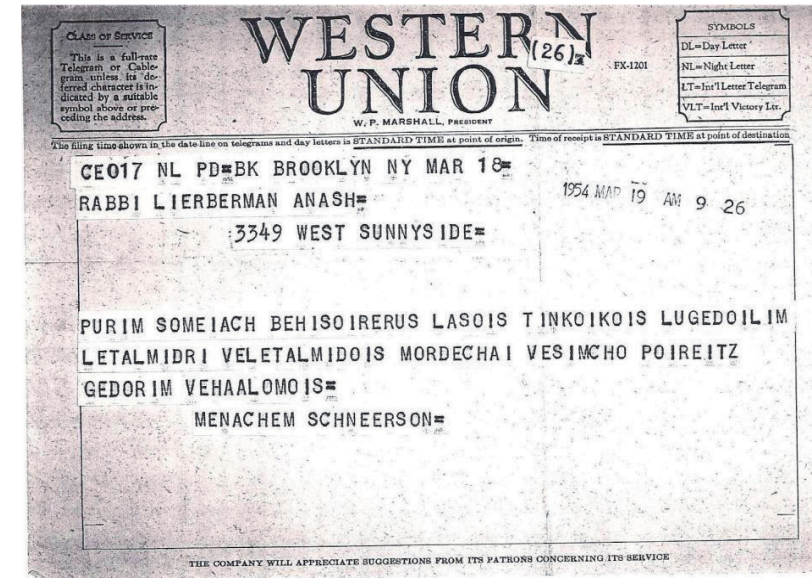 CLASS OF SERVICE
This is a full-rate
Telegram or Cable-
gram unless its de-
ferred character is in-
dicated by a suitable
symbol above or pre-
ceding the address.
WESTERN
UNION
(26)
FX-1201
W. P. MARSHALL, PRESIDENT
SYMBOLS
DL=Day Letter
NL=Night Letter
LT=Int'l Letter Telegram
VLT=Int'l Victory Ltr.
The filing time shown in the date line on telegrams and day letters is STANDARD TIME at point of origin. Time of receipt is STANDARD TIME at point of destination
CE017 NL PD=BK BROOKLYN NY MAR 18=
1954 MAR 19 AM 9 26
RABBI LIERBERMAN ANASH=
:3349 WEST SUNNYSIDE=
PURIM SOMEIACH BEHISOIRERUS LASOIS TINKOIKOIS LUGEDOILIM
LETALMIDRI VELETALMIDOIS MORDECHAI VESIMCHO POIREITZ
GEDORIM VEHAALOMOIS=
MENACHEM SCHNEERSON=
THE COMPANY WILL APPRECIATE SUGGESTIONS FROM ITS PATRONS CONCERNING ITS SERVICE